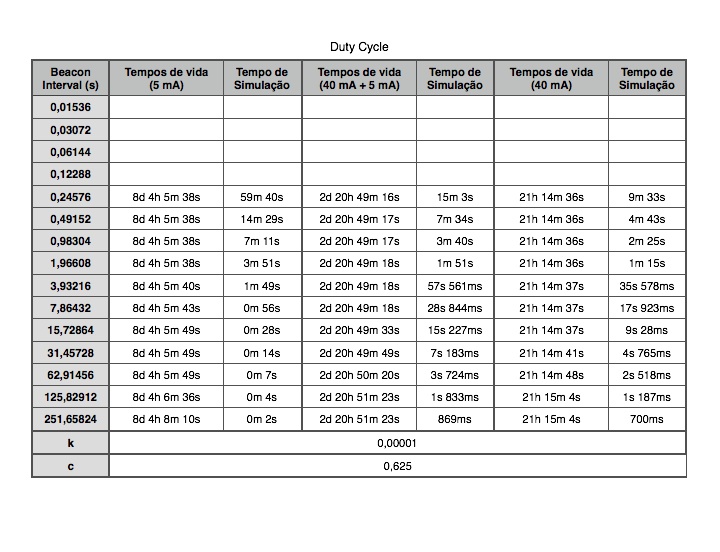 Duty Cycle
Beacon Interval (s) Tempos de vida (5 mA) Tempo de Simulação Tempos de vida (40 mA + 5 mA) Tempo de Simulação Tempos de vida (40 mA) Tempo de Simulação
0,01536
0,03072
0,06144
0,12288
0,24576 8d 4h 5m 38s 59m 40s 2d 20h 49m 16s 15m 3s 21h 14m 36s 9m 33s
0,49152 8d 4h 5m 38s 14m 29s 2d 20h 49m 17s 7m 34s 21h 14m 36s 4m 43s
0,98304 8d 4h 5m 38s 7m 11s 2d 20h 49m 17s 3m 40s 21h 14m 36s 2m 25s
1,96608 8d 4h 5m 38s 3m 51s 2d 20h 49m 18s 1m 51s 21h 14m 36s 1m 15s
3,93216 8d 4h 5m 40s 1m 49s 2d 20h 49m 18s 57s 561ms 21h 14m 37s 35s 578ms
7,86432 8d 4h 5m 43s 0m 56s 2d 20h 49m 18s 28s 844ms 21h 14m 37s 17s 923ms
15,72864 8d 4h 5m 49s 0m 28s 2d 20h 49m 33s 15s 227ms 21h 14m 37s 9s 28ms
31,45728 8d 4h 5m 49s 0m 14s 2d 20h 49m 49s 7s 183ms 21h 14m 41s 4s 765ms
62,91456 8d 4h 5m 49s 0m 7s 2d 20h 50m 20s 3s 724ms 21h 14m 48s 2s 518ms
125,82912 8d 4h 6m 36s 0m 4s 2d 20h 51m 23s 1s 833ms 21h 15m 4s 1s 187ms
251,65824 8d 4h 8m 10s 0m 2s 2d 20h 51m 23s 869ms 21h 15m 4s 700ms
k 0,00001
c 0,625